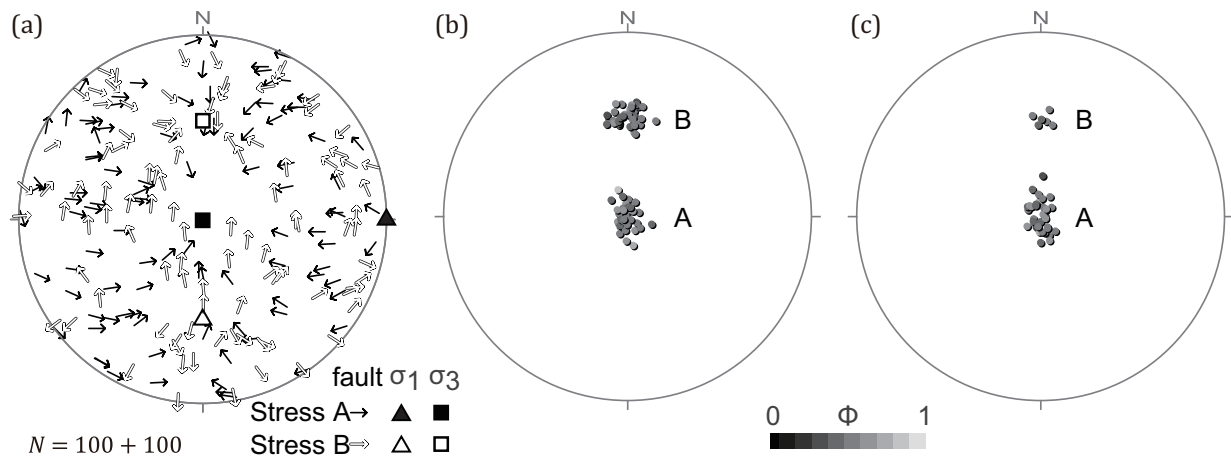 (a)
N
fault σ1 σ3
Stress A
Stress B
N = 100 + 100
(b)
N
B
A
0 Φ 1
(c)
N
B
A